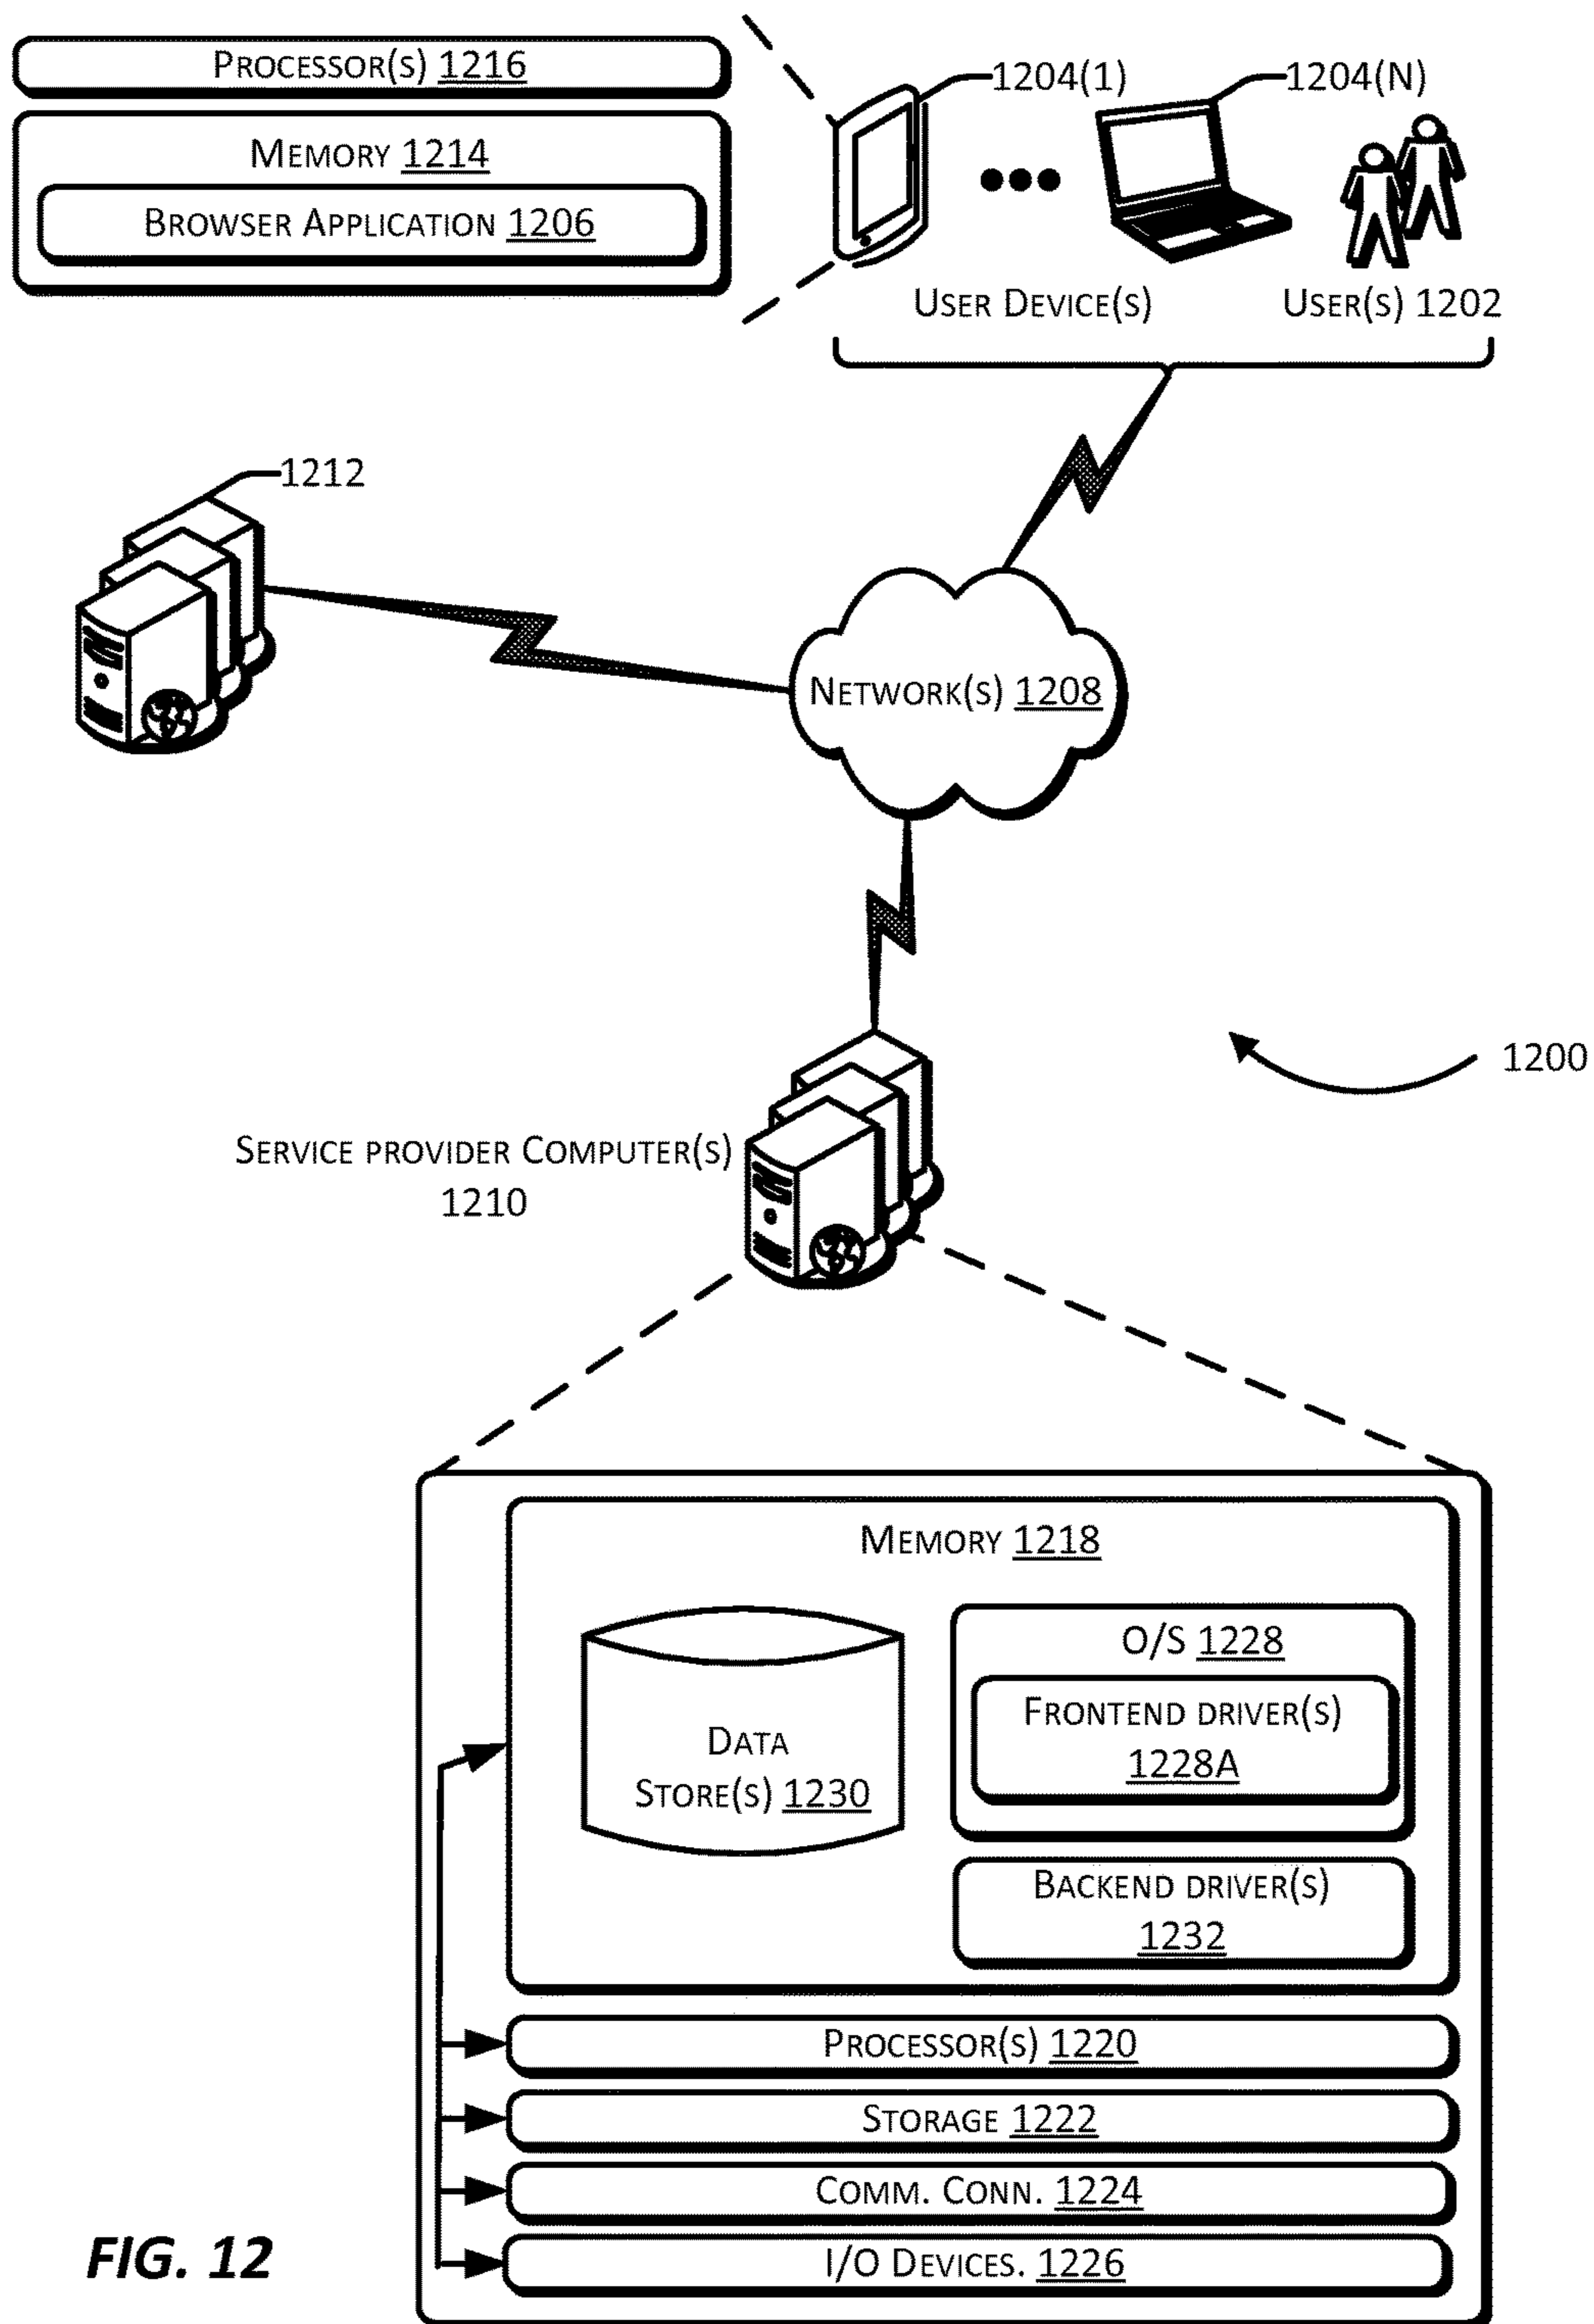 PROCESSOR(S) 1216
MEMORY 1214
BROWSER APPLICATION 1206
1204(1)
1204(N)
USER DEVICE(S)
USER(S) 1202
1212
NETWORK(S) 1208
1200
SERVICE PROVIDER COMPUTER(S)
1210
MEMORY 1218
DATA
STORE(S) 1230
O/S 1228
FRONTEND DRIVER(S)
1228A
BACKEND DRIVER(S)
1232
PROCESSOR(S) 1220
STORAGE 1222
COMM. CONN. 1224
I/O DEVICES. 1226
FIG. 12